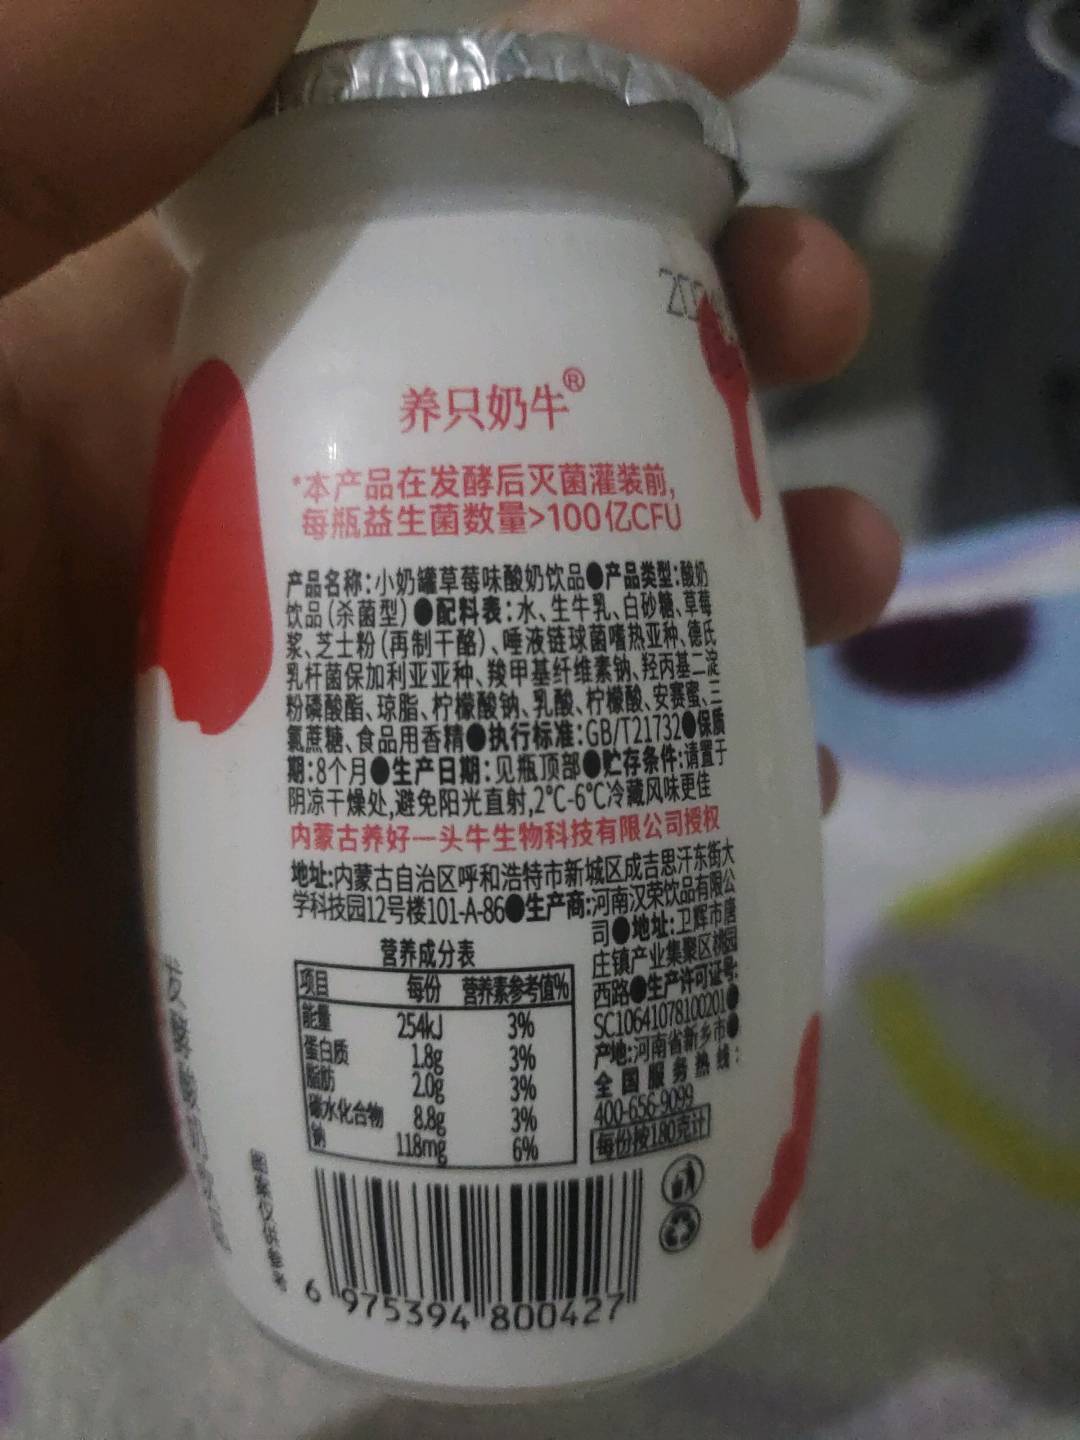 养只奶牛®
*本产品在发酵后灭菌灌装前,
每瓶益生菌数量>100亿CFU
产品名称:小奶罐草莓味酸奶饮品●产品类型:酸奶
饮品(杀菌型)●配料表:水、生牛乳、白砂糖、草莓
浆、芝士粉(再制干酪)、唾液链球菌嗜热亚种、德氏
乳杆菌保加利亚亚种、羧甲基纤维素钠、羟丙基二淀
粉磷酸酯、琼脂、柠檬酸钠、乳酸、柠檬酸、安赛蜜、三
氯蔗糖、食品用香精●执行标准:GB/T21732●保质
期:8个月●生产日期:见瓶顶部●贮存条件:请置于
阴凉干燥处,避免阳光直射,2℃-6℃冷藏风味更佳
内蒙古养好一头牛生物科技有限公司授权
地址:内蒙古自治区呼和浩特市新城区成吉思汗东街大
学科技园12号楼101-A-86●生产商:河南汉荣饮品有限公
司●地址:卫辉市唐
庄镇产业集聚区桃园
西路●生产许可证号:
SC10641078100201●
产地:河南省新乡市●
全国服务热线:
400-656-9099
每份按180克计
营养成分表
项目 每份 营养素参考值%
能量 254kJ 3%
蛋白质 1.8g 3%
脂肪 2.0g 3%
碳水化合物 8.8g 3%
钠 118mg 6%
图案仅供参考
发酵酸奶饮品
6 975394 800427